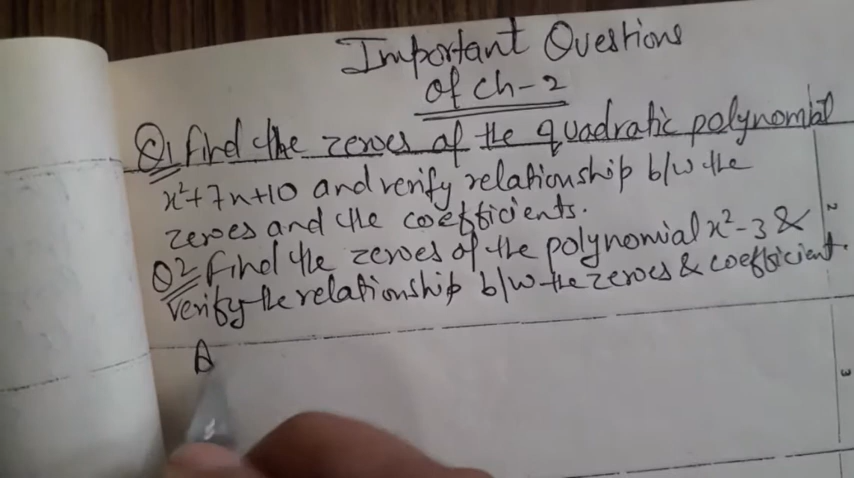 Important Questions
of Ch-2
Q1 Find the zeroes of the quadratic polynomial
x²+7x+10 and verify relationship b/w the
zeroes and the coefficients.
Q2 Find the zeroes of the polynomial x²-3 &
verify the relationship b/w the zeroes & coefficient.
A
2
3